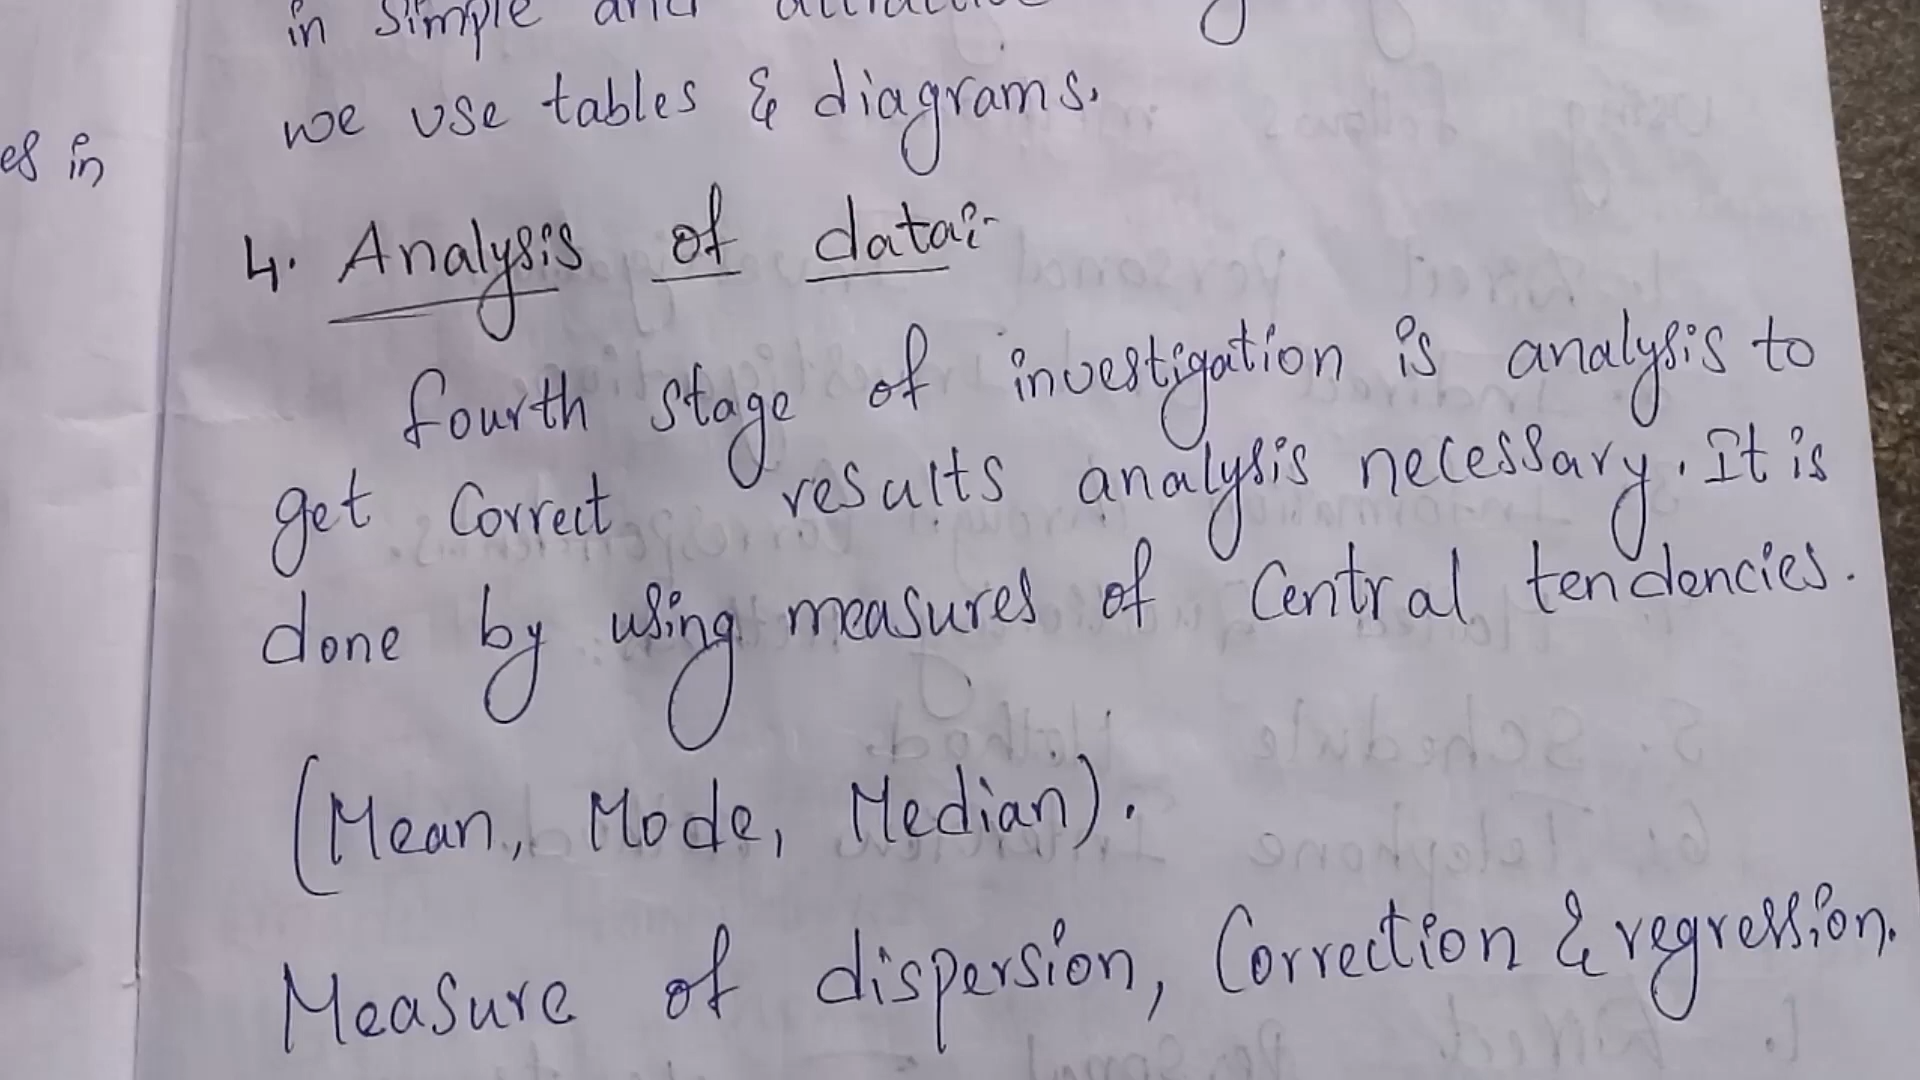 in simple and
we use tables & diagrams.
es in
4. Analysis of data:-
fourth stage of investigation is analysis to
get correct results analysis necessary. It is
done by using measures of Central tendencies.
(Mean, Mode, Median).
Measure of dispersion, Correction & regression.